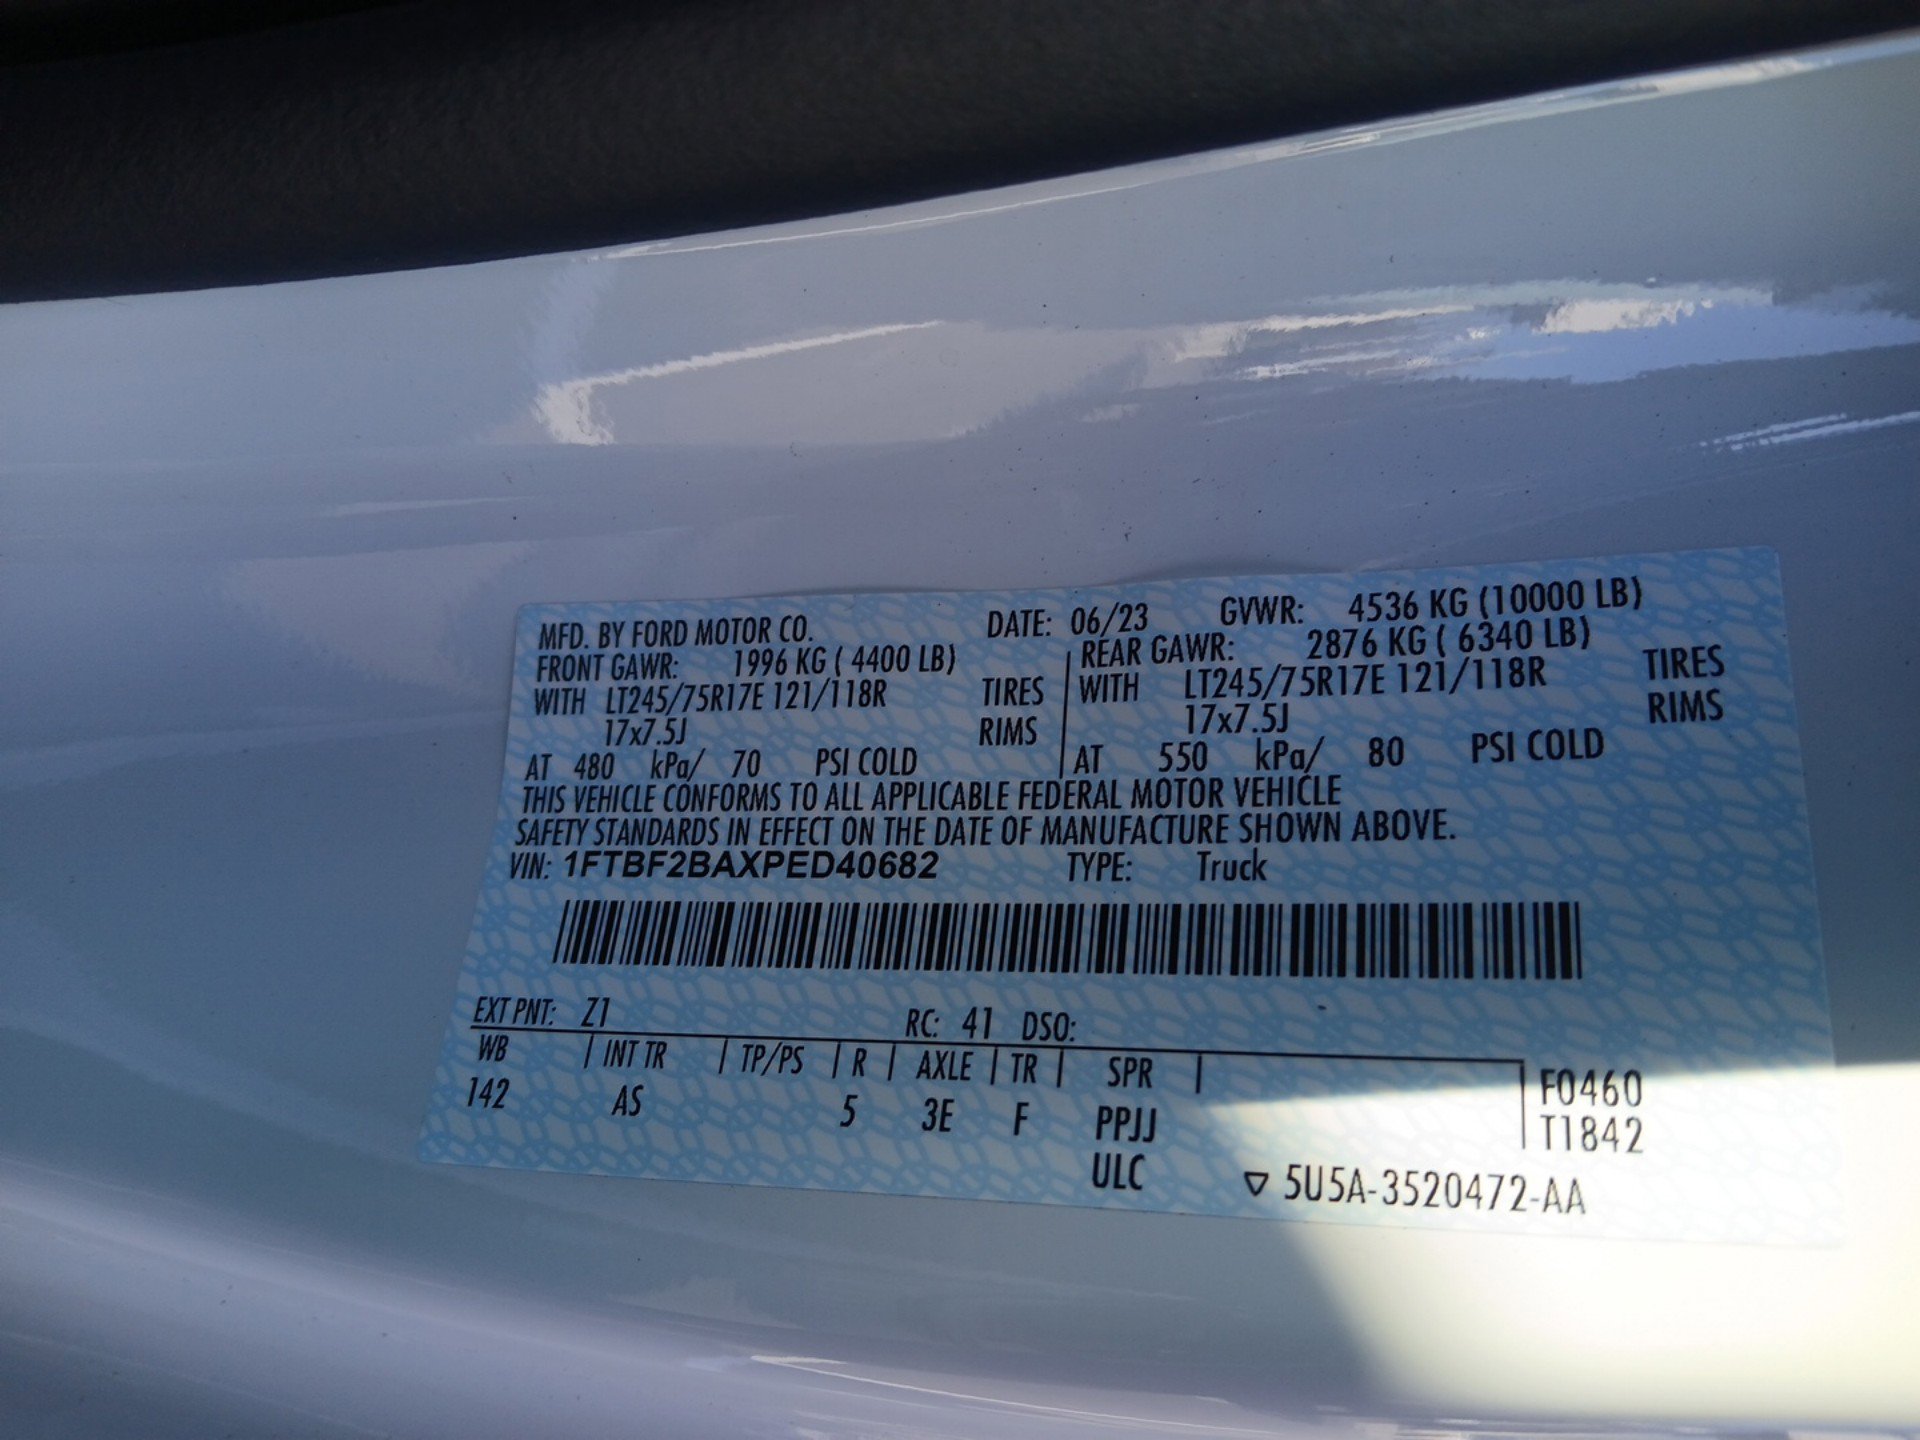 MFD. BY FORD MOTOR CO. DATE: 06/23 GVWR: 4536 KG (10000 LB)
FRONT GAWR: 1996 KG ( 4400 LB) REAR GAWR: 2876 KG ( 6340 LB)
WITH LT245/75R17E 121/118R TIRES WITH LT245/75R17E 121/118R TIRES
17x7.5J RIMS 17x7.5J RIMS
AT 480 kPa/ 70 PSI COLD AT 550 kPa/ 80 PSI COLD
THIS VEHICLE CONFORMS TO ALL APPLICABLE FEDERAL MOTOR VEHICLE
SAFETY STANDARDS IN EFFECT ON THE DATE OF MANUFACTURE SHOWN ABOVE.
VIN: 1FTBF2BAXPED40682 TYPE: Truck
EXT PNT: Z1 RC: 41 DSO:
WB | INT TR | TP/PS | R | AXLE | TR | SPR | F0460
142 AS 5 3E F PPJJ T1842
ULC ▽ 5U5A-3520472-AA